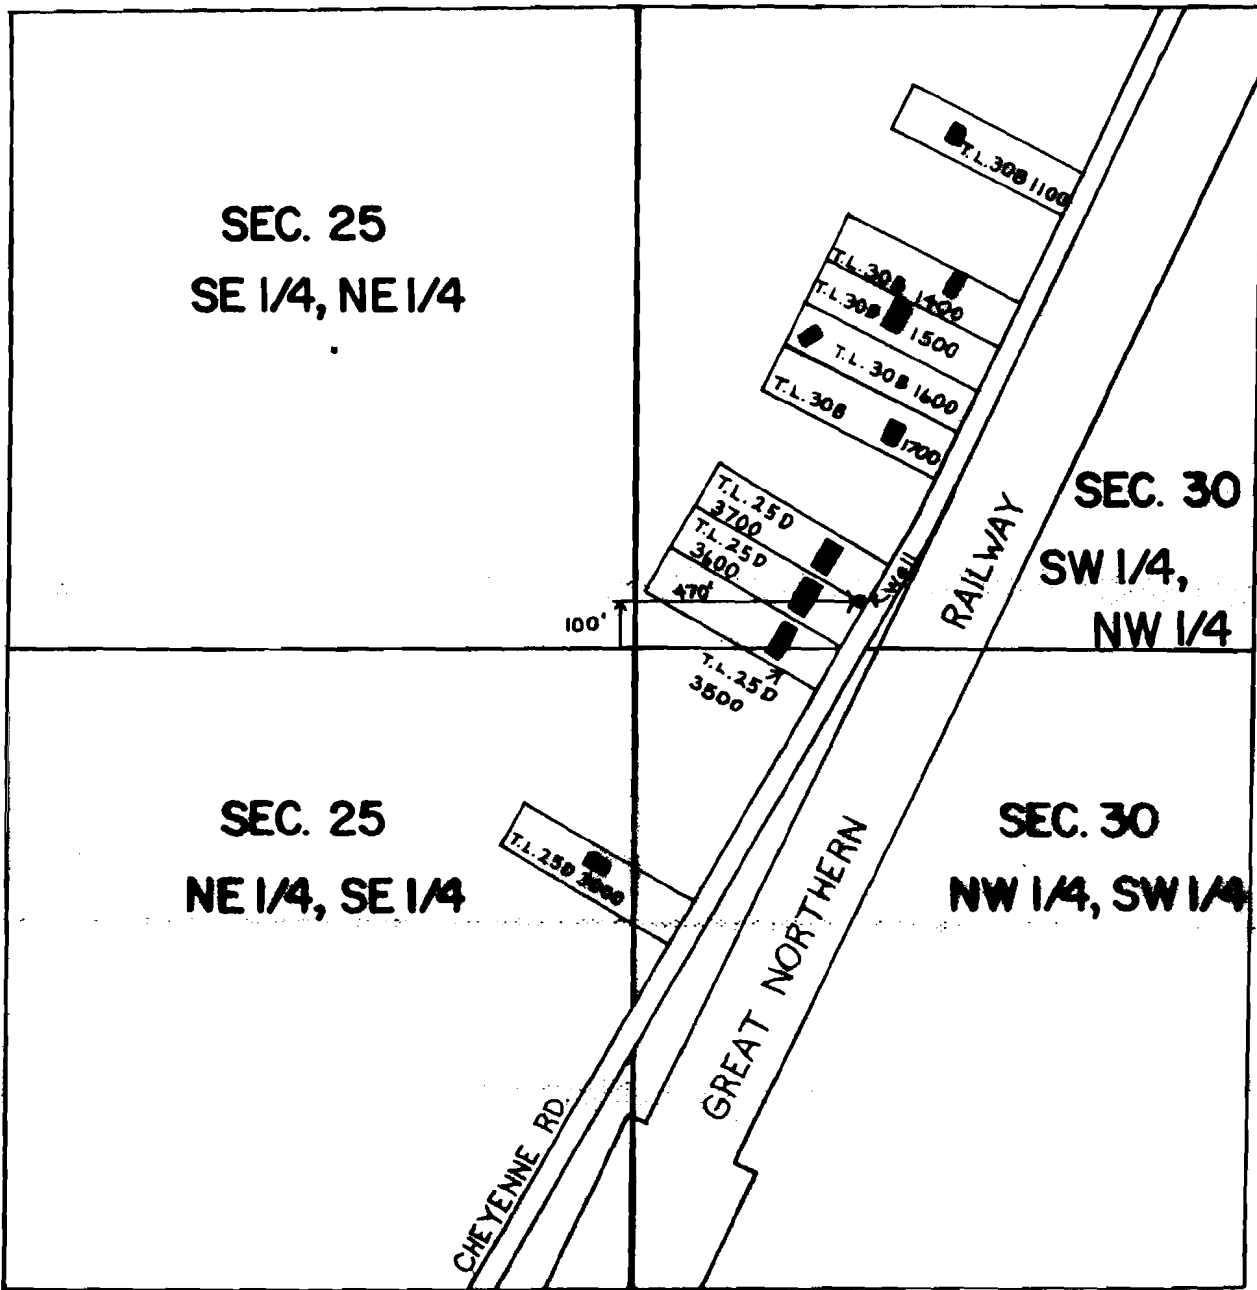 SEC. 25
SE 1/4, NE 1/4
T.L. 30B 1100
T.L. 30B 1400
T.L. 30B 1500
T.L. 30B 1600
T.L. 30B 1700
T.L. 25D
3700
T.L. 25D
3600
470'
100'
Well
T.L. 25D
3500
RAILWAY
SEC. 30
SW 1/4,
NW 1/4
SEC. 25
NE 1/4, SE 1/4
T.L. 25D
SEC. 30
NW 1/4, SW 1/4
GREAT NORTHERN
CHEYENNE RD.